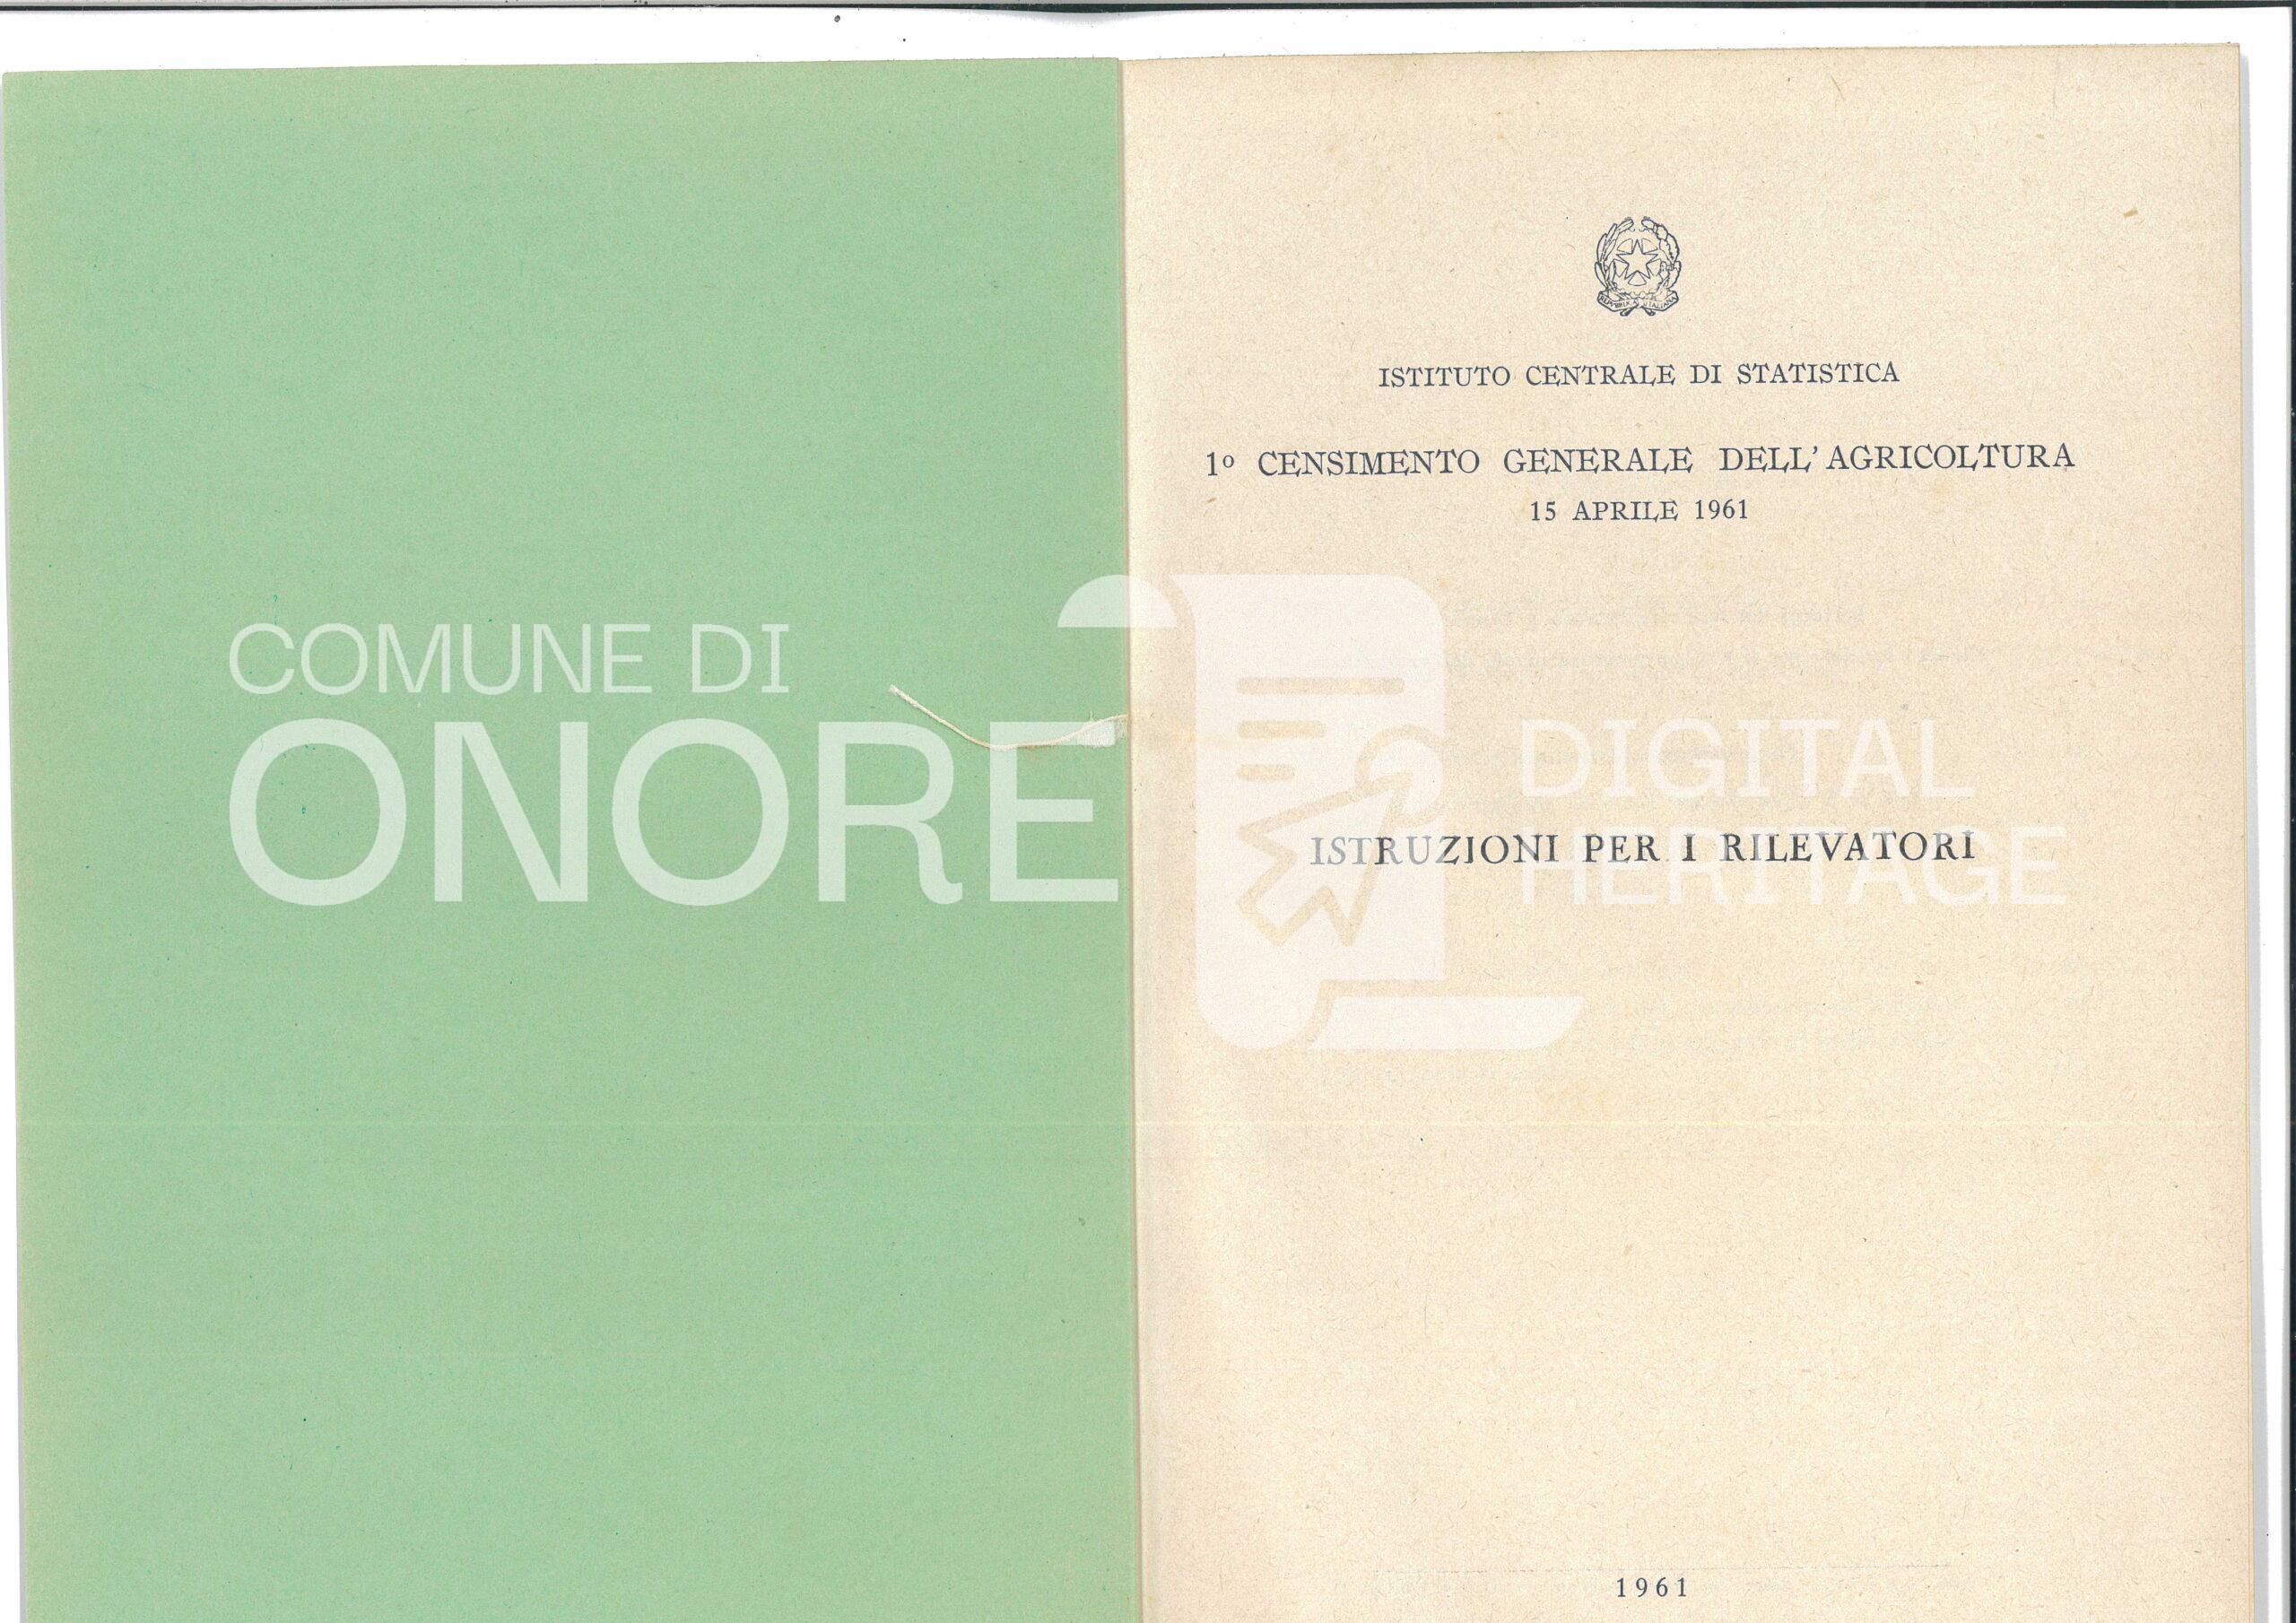 ISTITUTO CENTRALE DI STATISTICA
1º CENSIMENTO GENERALE DELL'AGRICOLTURA
15 APRILE 1961
COMUNE DI
ONORE
DIGITAL
HERITAGE
ISTRUZIONI PER I RILEVATORI
1961